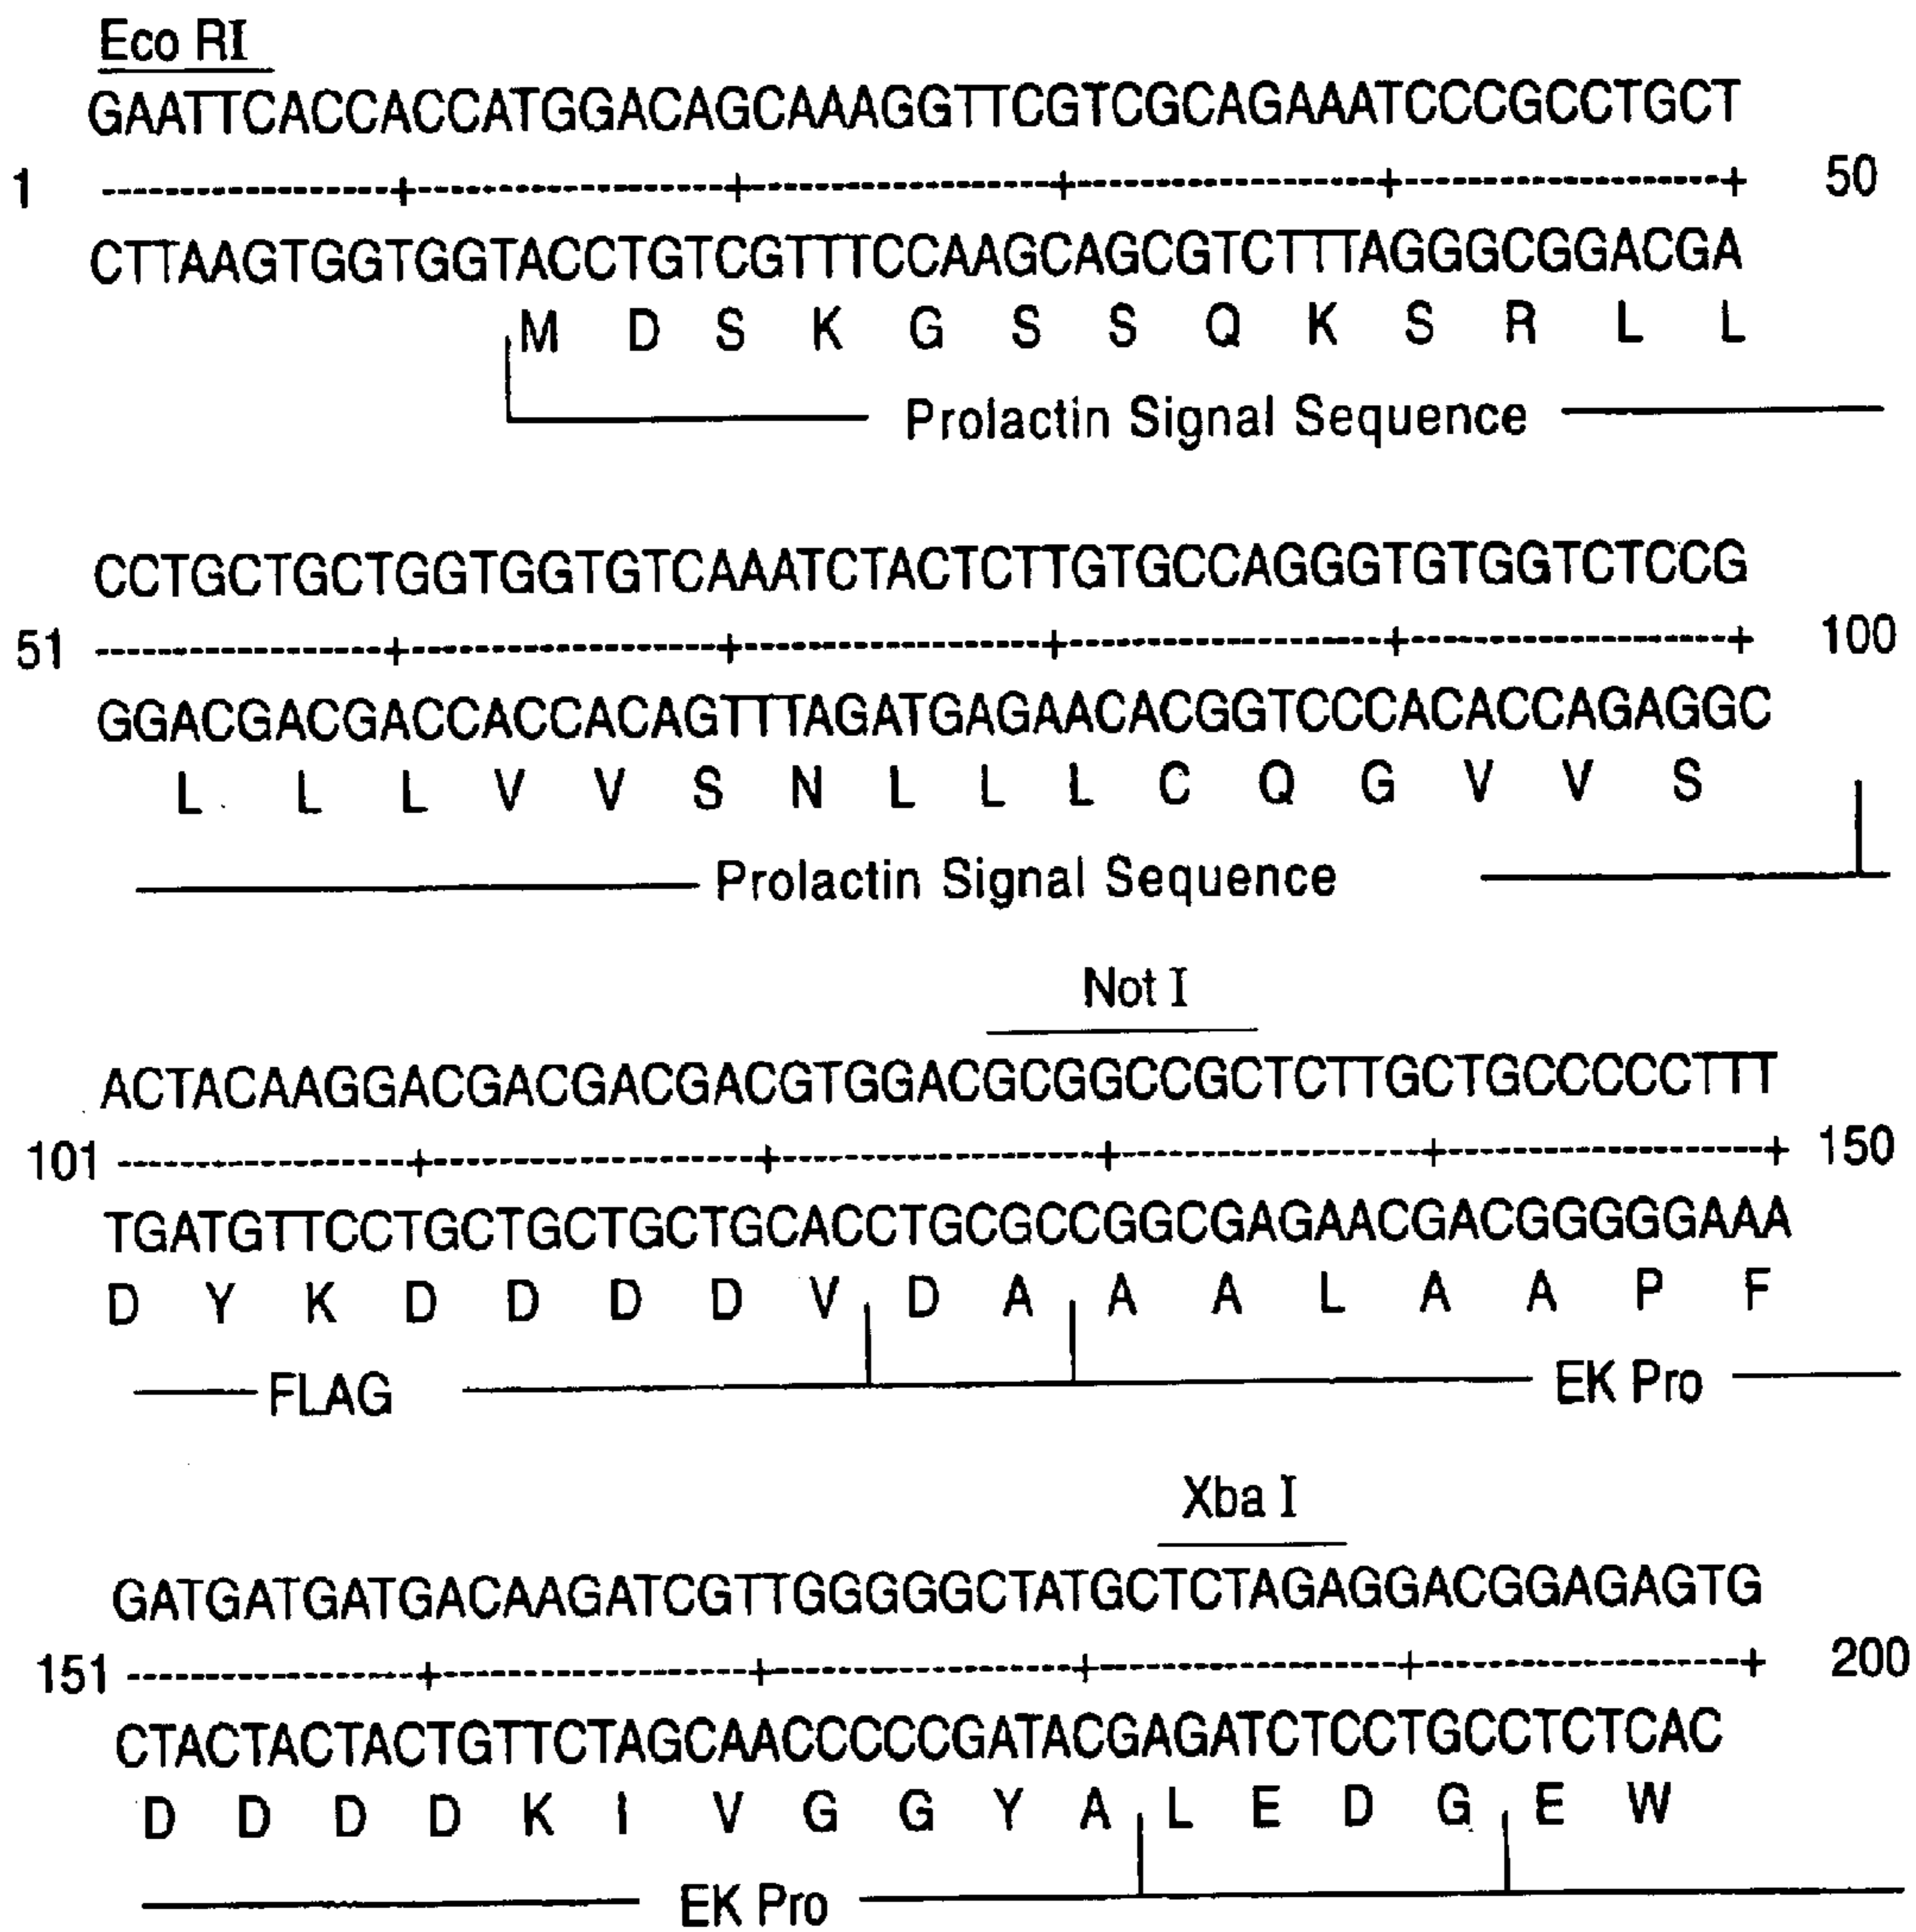 Eco RI
GAATTCACCACCATGGACAGCAAAGGTTCGTCGCAGAAATCCCGCCTGCT
1 ---------+---------+---------+---------+---------+ 50
CTTAAGTGGTGGTACCTGTCGTTTCCAAGCAGCGTCTTTAGGGCGGACGA
M D S K G S S Q K S R L L
Prolactin Signal Sequence
CCTGCTGCTGGTGGTGTCAAATCTACTCTTGTGCCAGGGTGTGGTCTCCG
51 ---------+---------+---------+---------+---------+ 100
GGACGACGACCACCACAGTTTAGATGAGAACACGGTCCCACACCAGAGGC
L L L V V S N L L L C Q G V V S
Prolactin Signal Sequence
Not I
ACTACAAGGACGACGACGACGTGGACGCGGCCGCTCTTGCTGCCCCCTTT
101 ---------+---------+---------+---------+---------+ 150
TGATGTTCCTGCTGCTGCTGCACCTGCGCCGGCGAGAACGACGGGGGAAA
D Y K D D D D V D A A A L A A P F
FLAG EK Pro
Xba I
GATGATGATGACAAGATCGTTGGGGGCTATGCTCTAGAGGACGGAGAGTG
151 ---------+---------+---------+---------+---------+ 200
CTACTACTACTGTTCTAGCAACCCCCGATACGAGATCTCCTGCCTCTCAC
D D D D K I V G G Y A L E D G E W
EK Pro